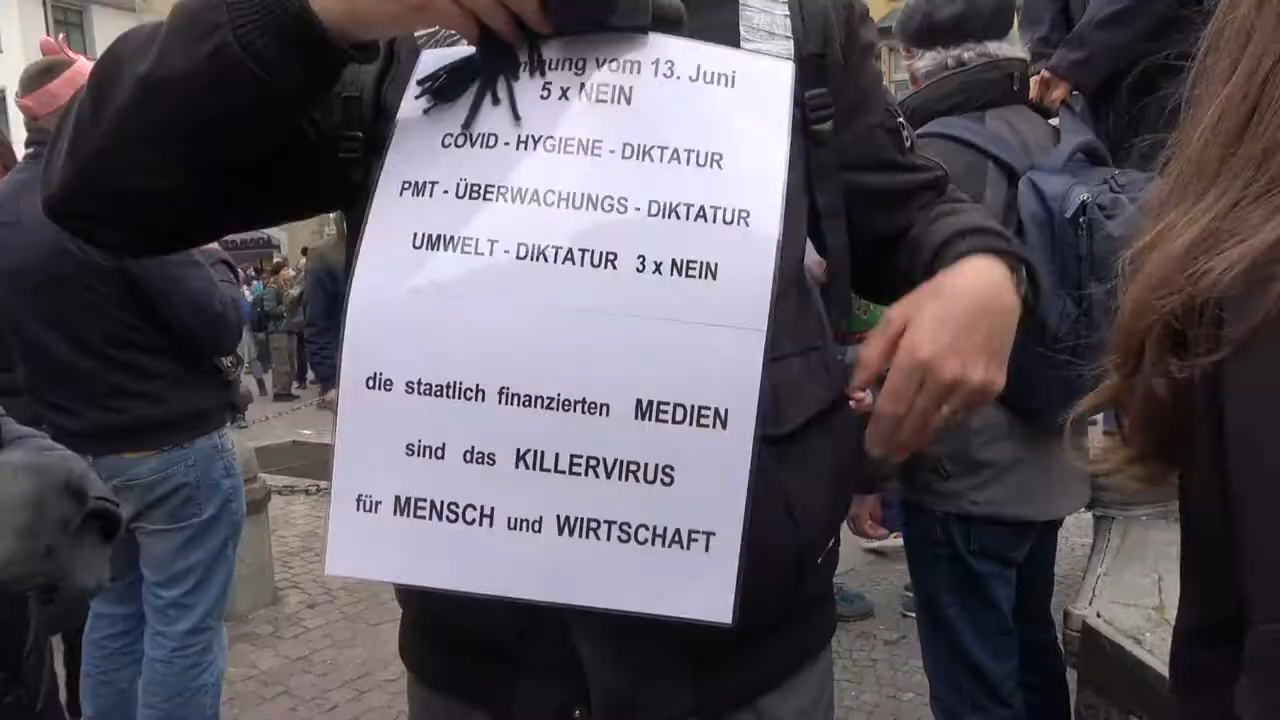 vom 13. Juni
5 x NEIN
COVID - HYGIENE - DIKTATUR
PMT - ÜBERWACHUNGS - DIKTATUR
UMWELT - DIKTATUR 3 x NEIN
die staatlich finanzierten MEDIEN
sind das KILLERVIRUS
für MENSCH und WIRTSCHAFT